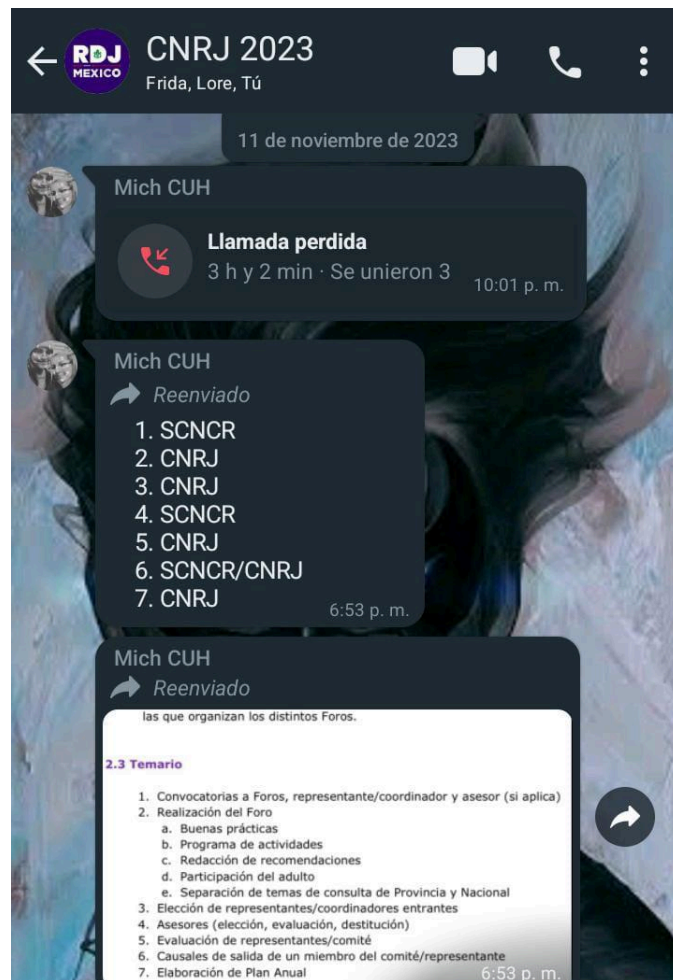 RDJ
MEXICO
CNRJ 2023
Frida, Lore, Tú
11 de noviembre de 2023
Mich CUH
Llamada perdida
3 h y 2 min · Se unieron 3
10:01 p. m.
Mich CUH
Reenviado
1. SCNCR
2. CNRJ
3. CNRJ
4. SCNCR
5. CNRJ
6. SCNCR/CNRJ
7. CNRJ
6:53 p. m.
Mich CUH
Reenviado
las que organizan los distintos Foros.
2.3 Temario
1. Convocatorias a Foros, representante/coordinador y asesor (si aplica)
2. Realización del Foro
a. Buenas prácticas
b. Programa de actividades
c. Redacción de recomendaciones
d. Participación del adulto
e. Separación de temas de consulta de Provincia y Nacional
3. Elección de representantes/coordinadores entrantes
4. Asesores (elección, evaluación, destitución)
5. Evaluación de representantes/comité
6. Causales de salida de un miembro del comité/representante
7. Elaboración de Plan Anual
6:53 p. m.